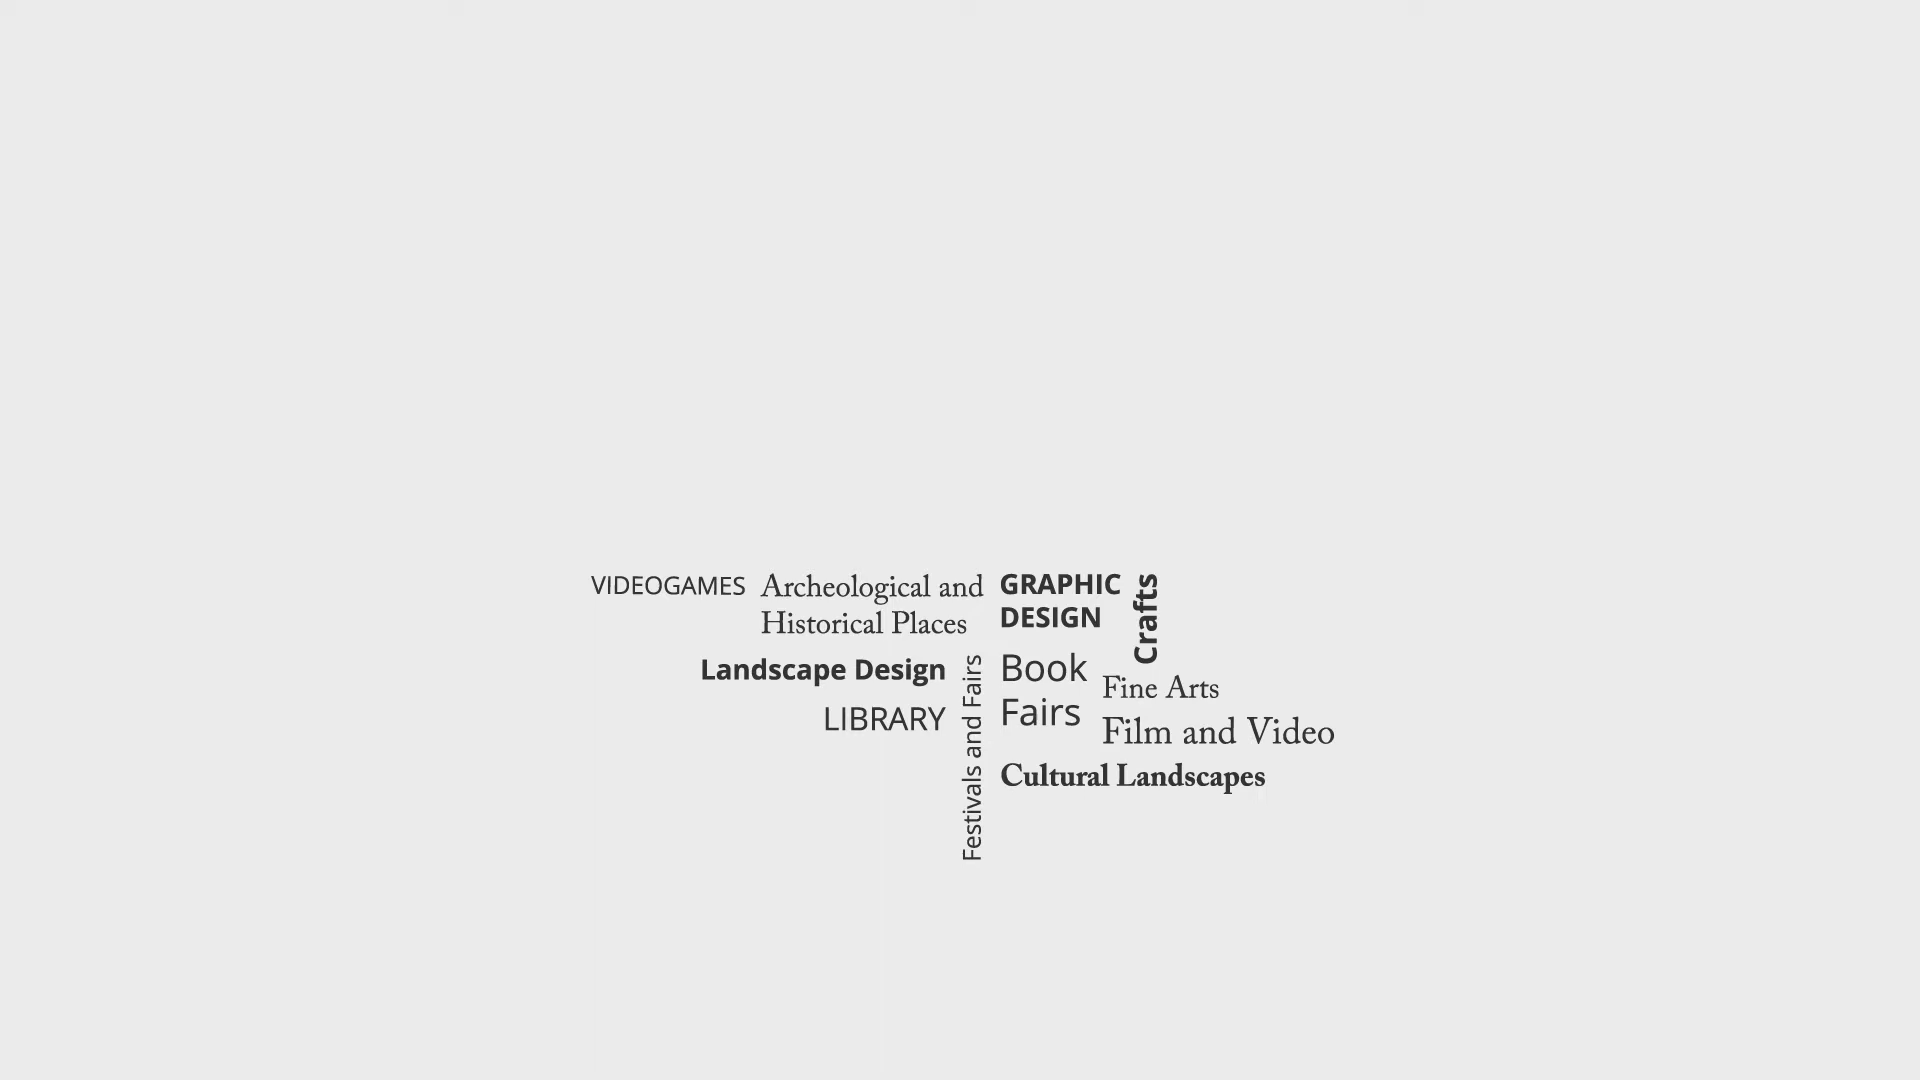 VIDEOGAMES
Archeological and
Historical Places
GRAPHIC
DESIGN
Crafts
Landscape Design
LIBRARY
Festivals and Fairs
Book
Fairs
Fine Arts
Film and Video
Cultural Landscapes